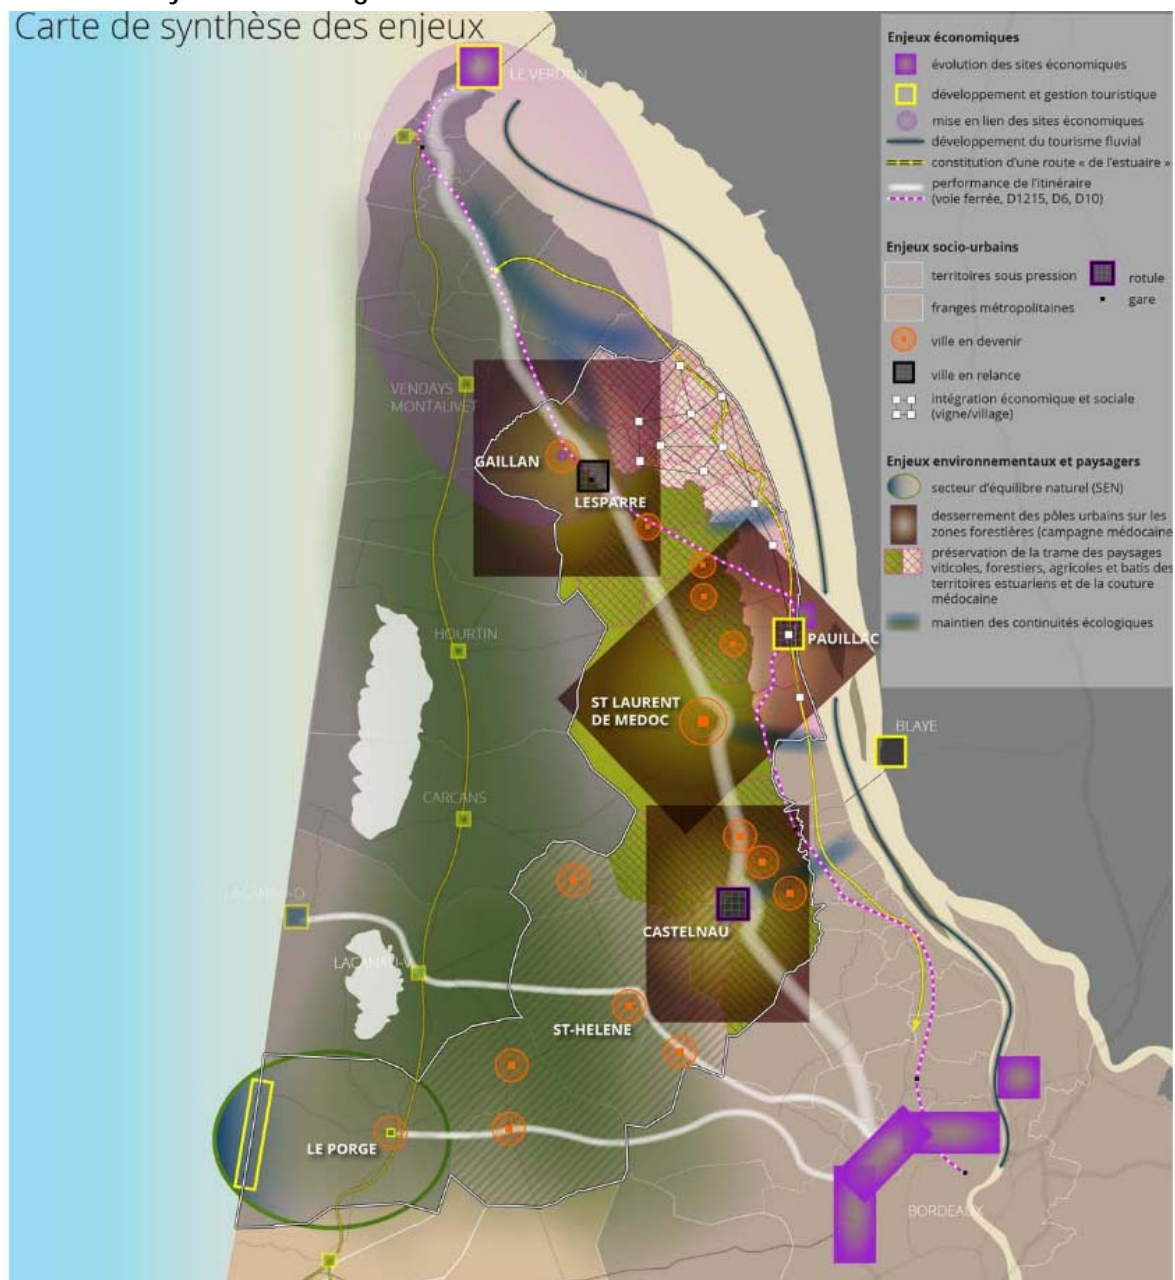 Carte de synthèse des enjeux
Enjeux économiques
évolution des sites économiques
développement et gestion touristique
mise en lien des sites économiques
développement du tourisme fluvial
constitution d'une route « de l'estuaire »
performance de l'itinéraire
(voie ferrée, D1215, D6, D10)
Enjeux socio-urbains
territoires sous pression
rotule
franges métropolitaines
gare
ville en devenir
ville en relance
intégration économique et sociale
(vigne/village)
Enjeux environnementaux et paysagers
secteur d'équilibre naturel (SEN)
desserrement des pôles urbains sur les
zones forestières (campagne médocaine
préservation de la trame des paysages
viticoles, forestiers, agricoles et batis des
territoires estuariens et de la couture
médocaine
maintien des continuités écologiques
LE VERDON
VENDAYS
MONTALIVET
GAILLAN
LESPARRE
HOURTIN
PAUILLAC
ST LAURENT
DE MEDOC
BLAYE
CARCANS
CASTELNAU
LACANAU-V
ST-HELENE
LE PORGE
BORDEAUX